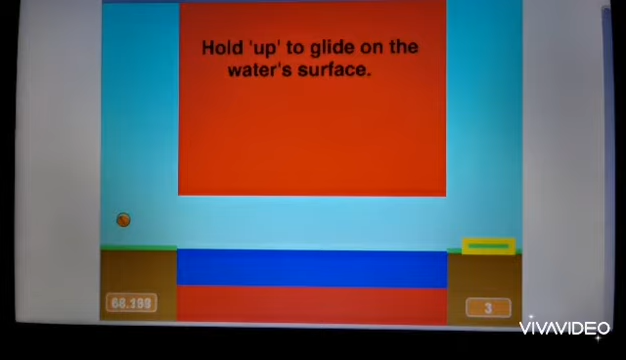 Hold 'up' to glide on the
water's surface.
68.199
3
VIVAVIDEO